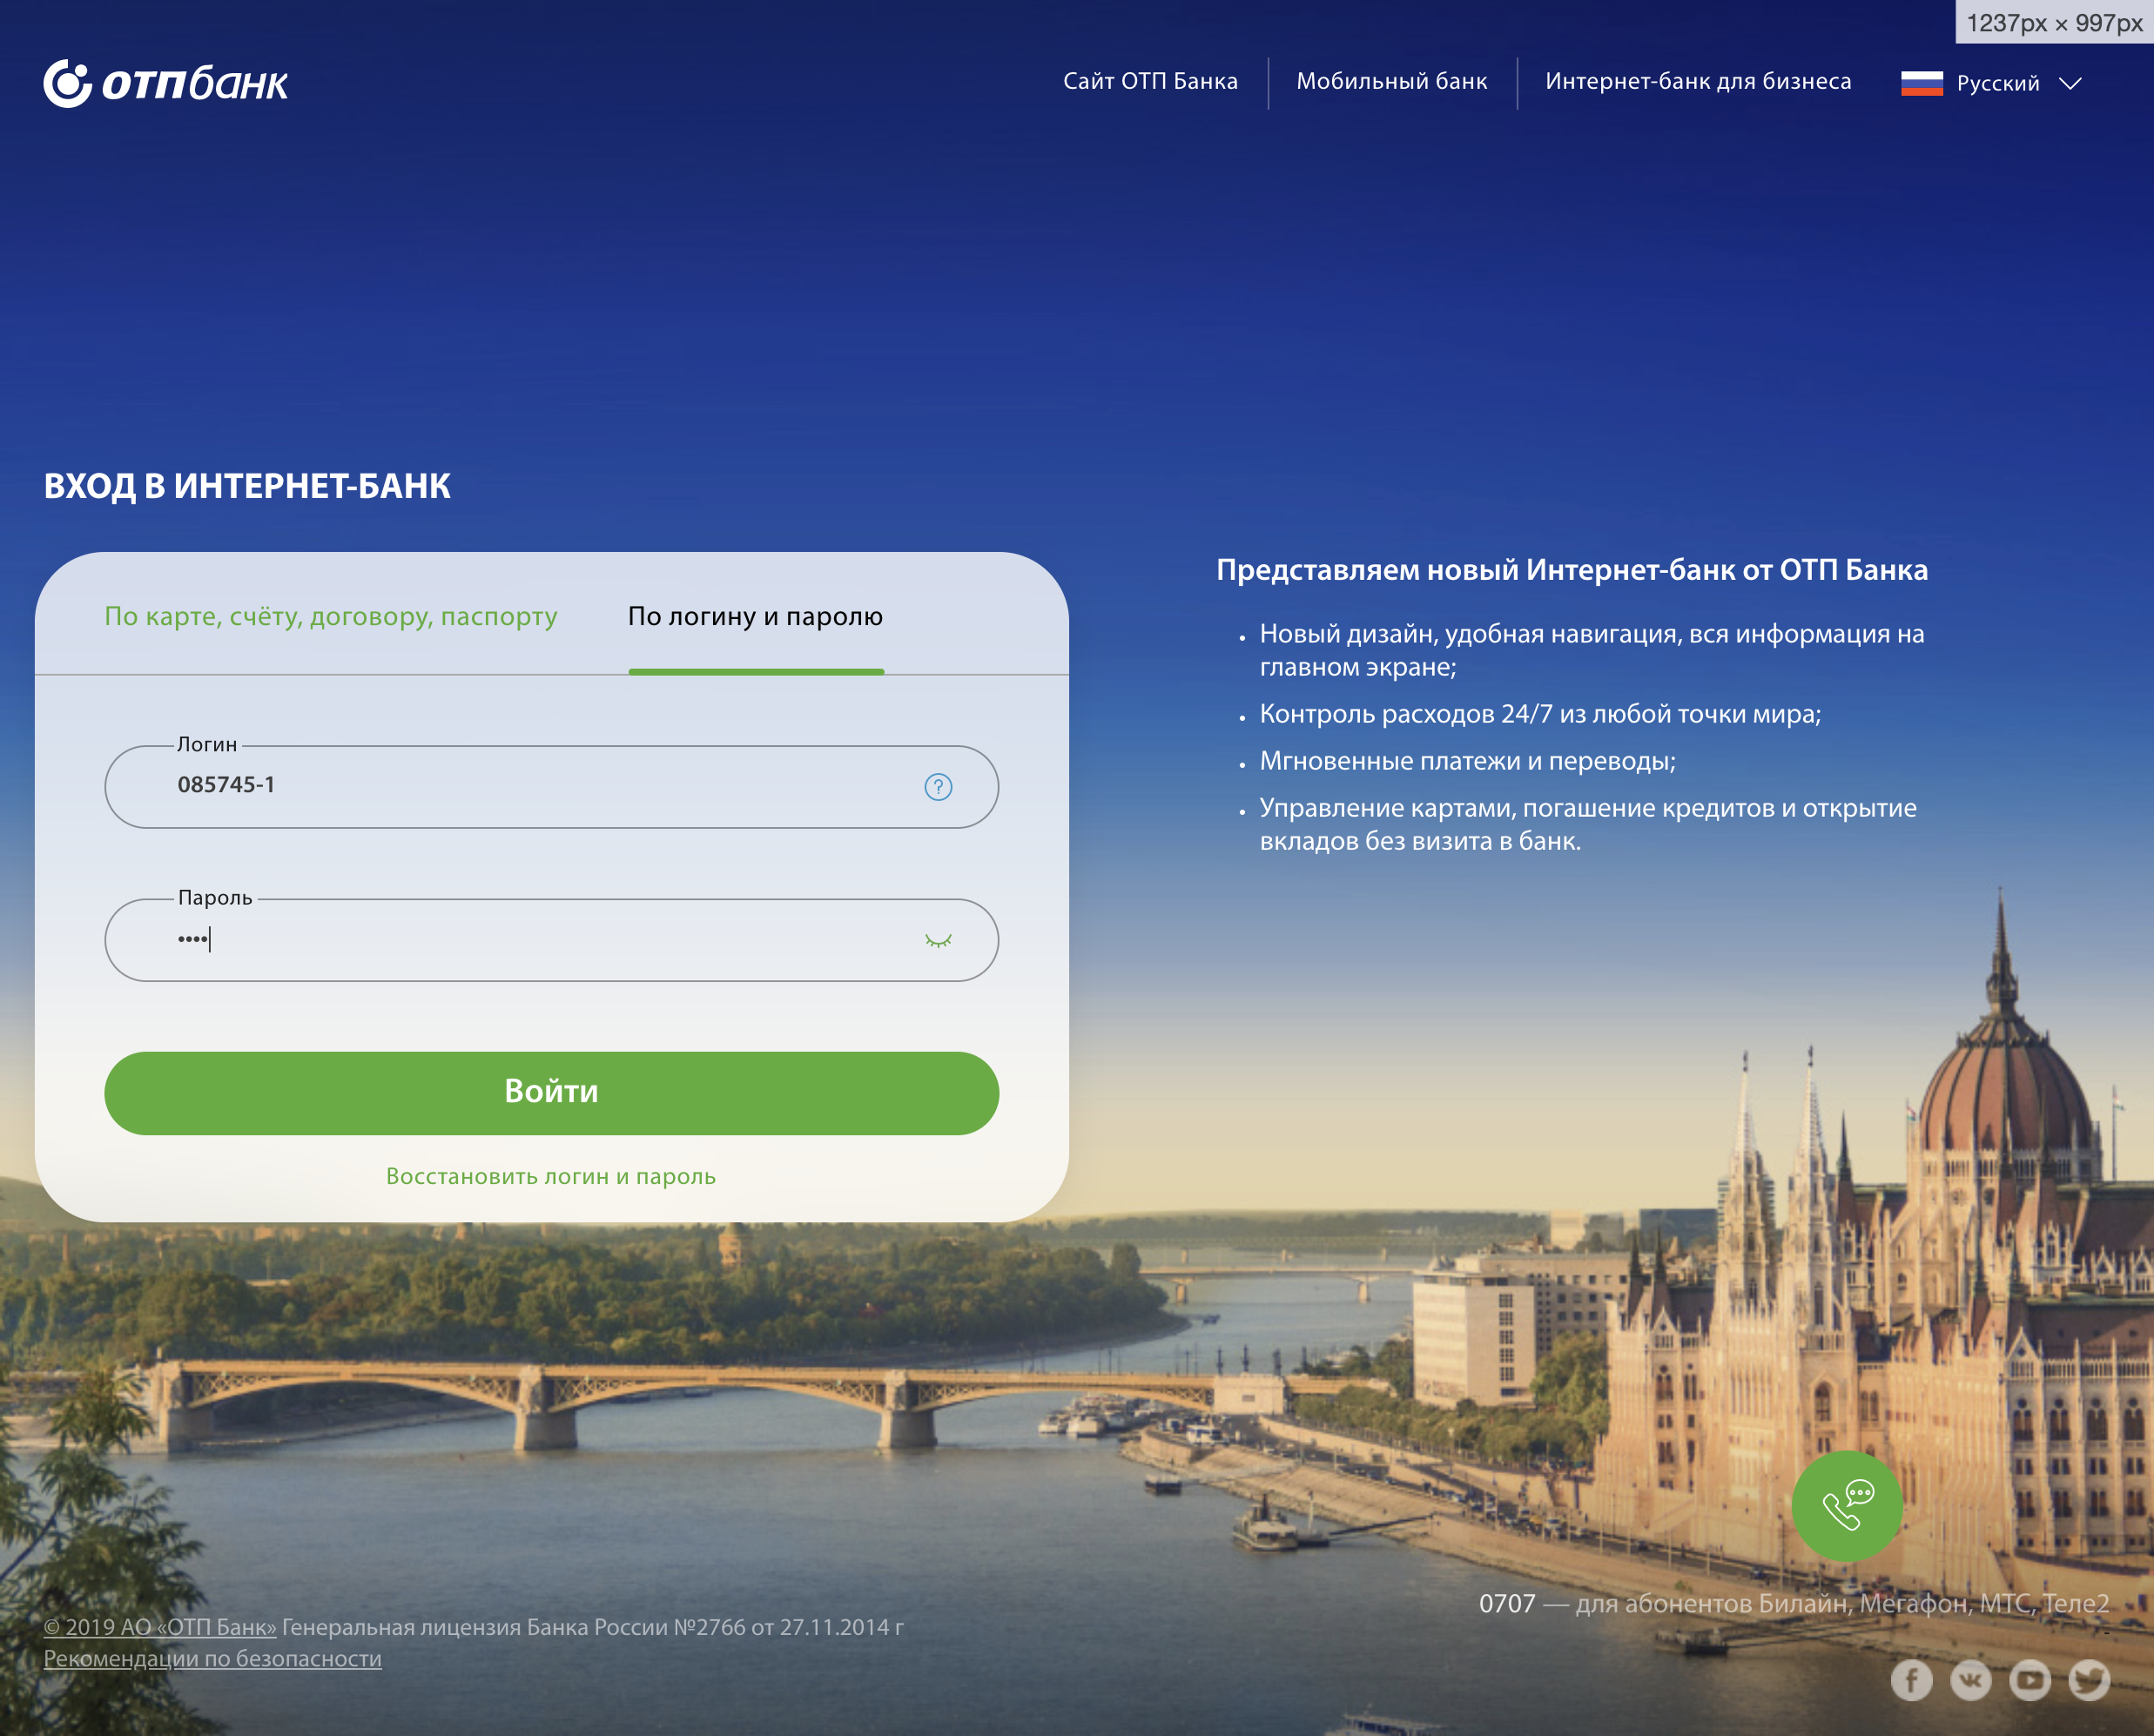 1237px × 997px
отпбанк
Сайт ОТП Банка
Мобильный банк
Интернет-банк для бизнеса
Русский
ВХОД В ИНТЕРНЕТ-БАНК
По карте, счёту, договору, паспорту
По логину и паролю
Логин
085745-1
?
Пароль
••••
Войти
Восстановить логин и пароль
Представляем новый Интернет-банк от ОТП Банка
• Новый дизайн, удобная навигация, вся информация на
главном экране;
• Контроль расходов 24/7 из любой точки мира;
• Мгновенные платежи и переводы;
• Управление картами, погашение кредитов и открытие
вкладов без визита в банк.
0707 — для абонентов Билайн, Мегафон, МТС, Теле2
-
© 2019 АО «ОТП Банк» Генеральная лицензия Банка России №2766 от 27.11.2014 г
Рекомендации по безопасности